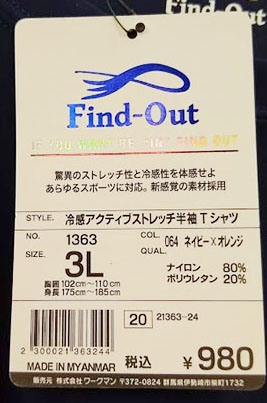 Find-Out
驚異のストレッチ性と冷感性を体感せよ
あらゆるスポーツに対応。新感覚の素材採用
STYLE. 冷感アクティブストレッチ半袖Tシャツ
NO. 1363
COL. 064 ネイビー×オレンジ
SIZE. 3L
QUAL.
ナイロン 80%
ポリウレタン 20%
胸囲 102cm〜110cm
身長 175cm〜185cm
20 21363-24
2 300021 363244
MADE IN MYANMAR 税込 ¥980
販売元 株式会社ワークマン 〒372-0824 群馬県伊勢崎市柴町1732